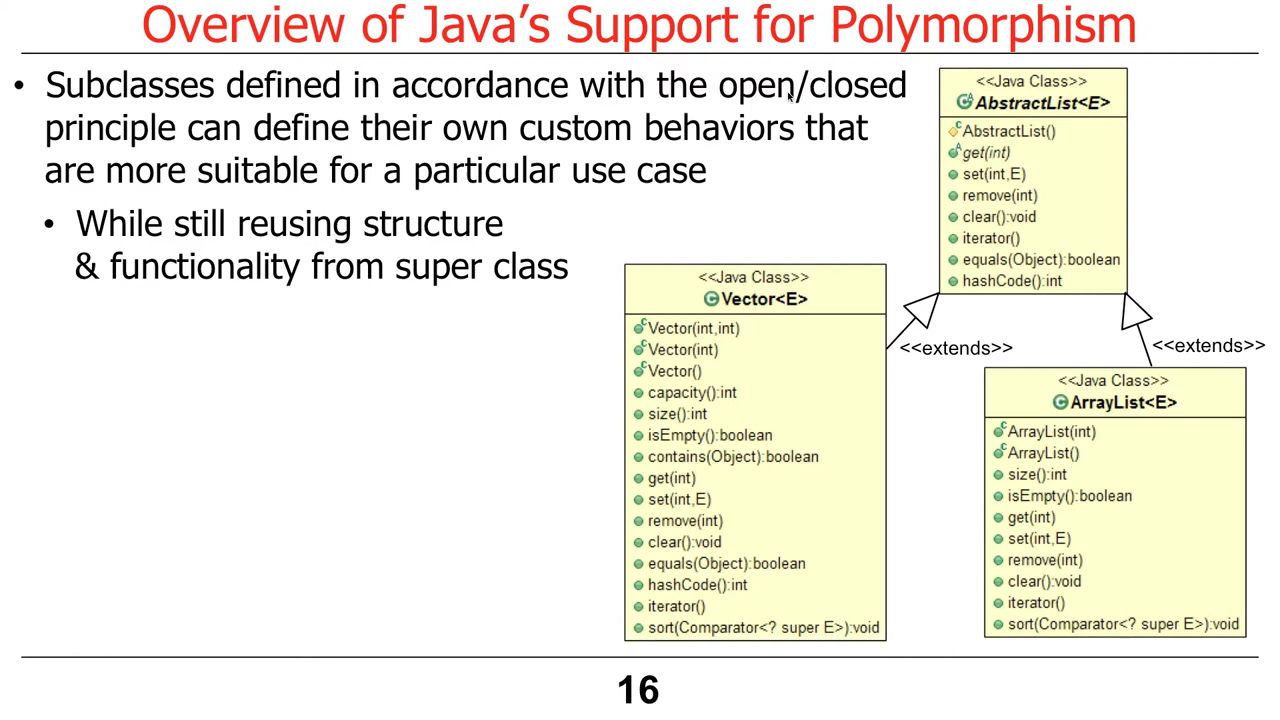 Overview of Java's Support for Polymorphism
• Subclasses defined in accordance with the open/closed
principle can define their own custom behaviors that
are more suitable for a particular use case
• While still reusing structure
& functionality from super class
<<Java Class>>
AbstractList<E>
AbstractList()
get(int)
set(int,E)
remove(int)
clear():void
iterator()
equals(Object):boolean
hashCode():int
<<Java Class>>
Vector<E>
Vector(int,int)
Vector(int)
Vector()
capacity():int
size():int
isEmpty():boolean
contains(Object):boolean
get(int)
set(int,E)
remove(int)
clear():void
equals(Object):boolean
hashCode():int
iterator()
sort(Comparator<? super E>):void
<<extends>>
<<extends>>
<<Java Class>>
ArrayList<E>
ArrayList(int)
ArrayList()
size():int
isEmpty():boolean
get(int)
set(int,E)
remove(int)
clear():void
iterator()
sort(Comparator<? super E>):void
16